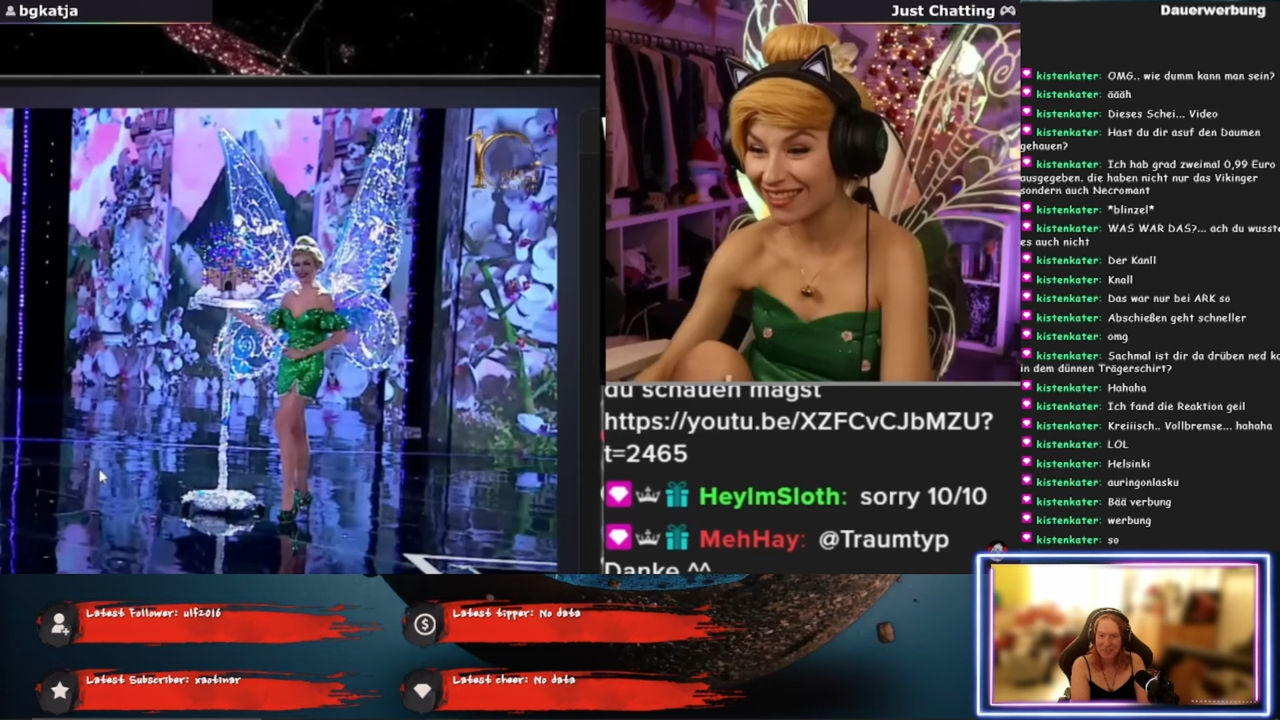 bgkatja
Just Chatting
Dauerwerbung
kistenkater: OMG.. wie dumm kann man sein?
kistenkater: äääh
kistenkater: Dieses Schei... Video
kistenkater: Hast du dir asuf den Daumen
gehauen?
kistenkater: Ich hab grad zweimal 0,99 Euro
ausgegeben. die haben nicht nur das Vikinger
sondern auch Necromant
kistenkater: *blinzel*
kistenkater: WAS WAR DAS?... ach du wusst
es auch nicht
kistenkater: Der Kanll
kistenkater: Knall
kistenkater: Das war nur bei ARK so
kistenkater: Abschießen geht schneller
kistenkater: omg
kistenkater: Sachmal ist dir da drüben ned
in dem dünnen Trägerschirt?
kistenkater: Hahaha
kistenkater: Ich fand die Reaktion geil
kistenkater: Kreiiisch.. Vollbremse... hahaha
kistenkater: LOL
kistenkater: Helsinki
kistenkater: auringonlasku
kistenkater: Bää verbung
kistenkater: werbung
kistenkater: so
du schauen magst
https://youtu.be/XZFCvCJbMZU?
t=2465
HeyImSloth: sorry 10/10
MehHay: @Traumtyp
Danke ^^
Latest Follower: ulf2016
Latest tipper: No data
Latest Subscriber: xaotinar
Latest cheer: No data